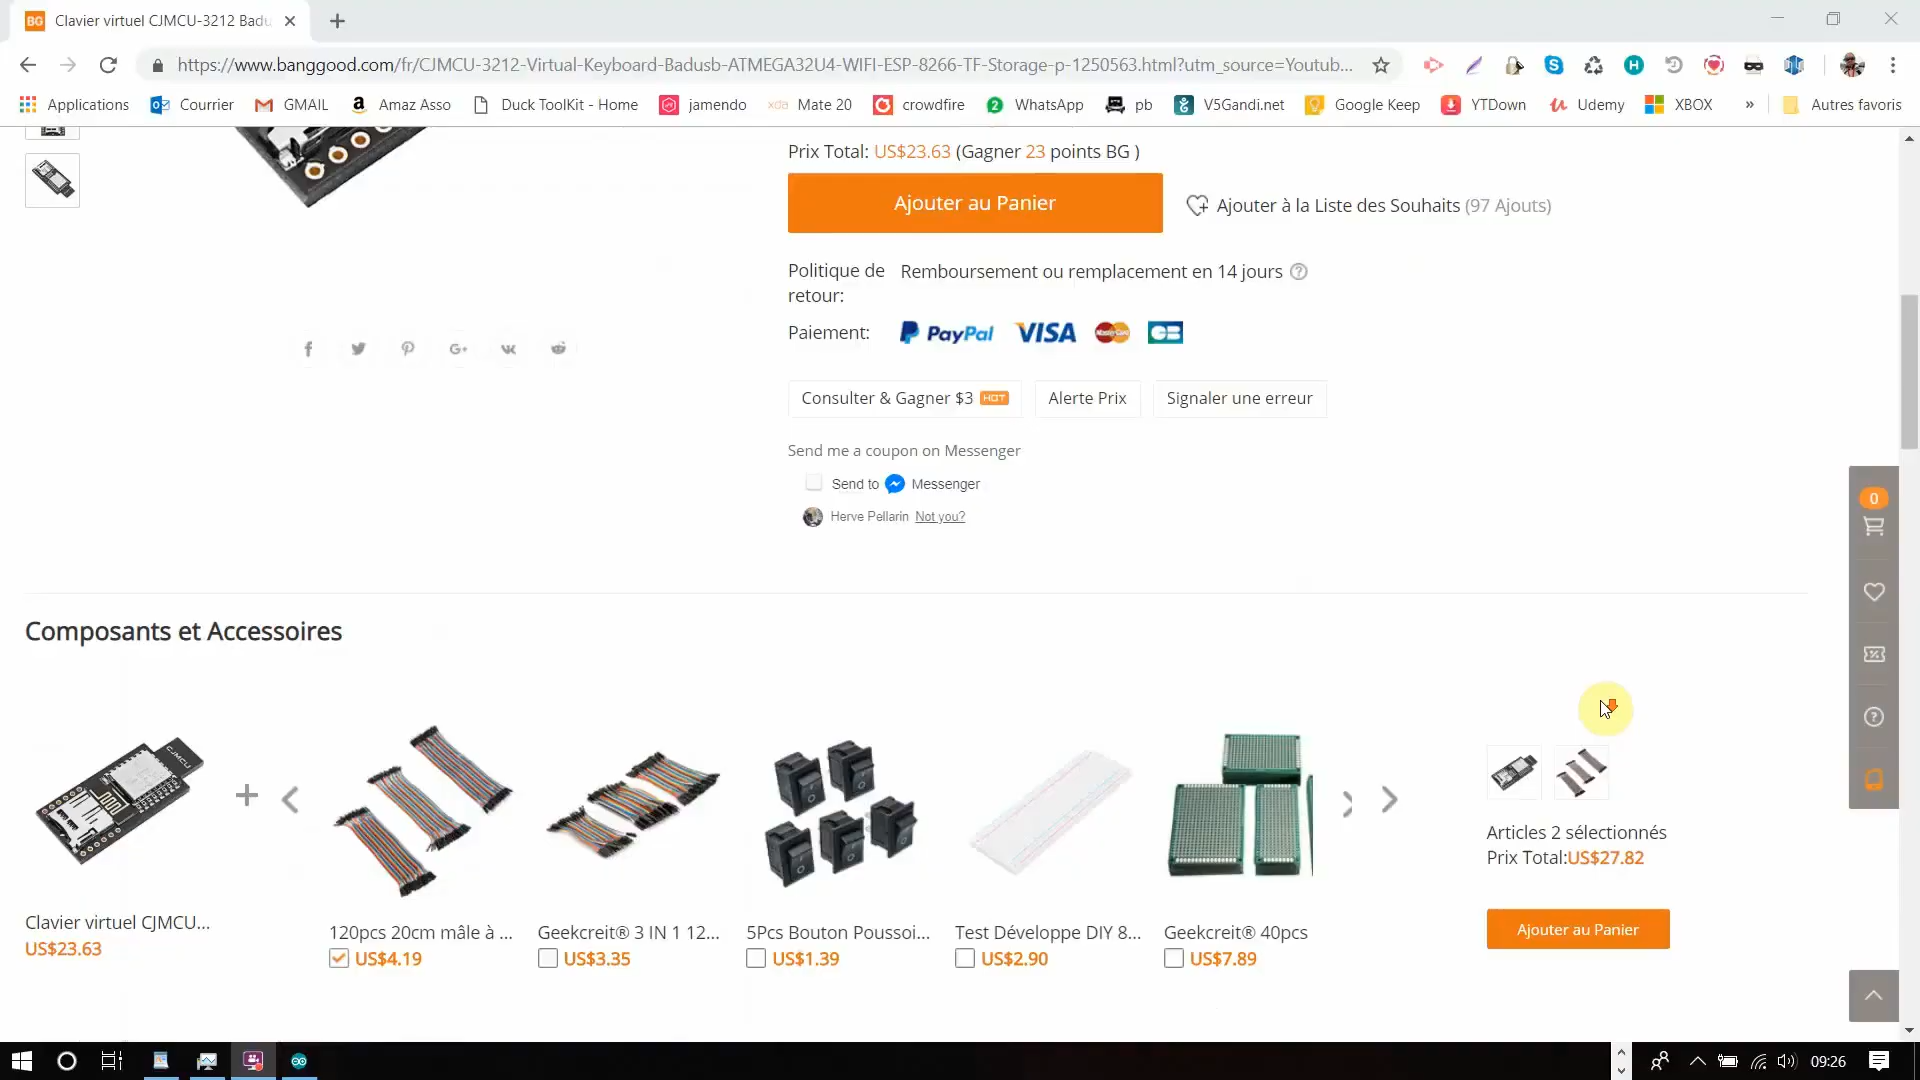 BG Clavier virtuel CJMCU-3212 Badu
https://www.banggood.com/fr/CJMCU-3212-Virtual-Keyboard-Badusb-ATMEGA32U4-WIFI-ESP-8266-TF-Storage-p-1250563.html?utm_source=Youtub...
Applications Courrier GMAIL Amaz Asso Duck ToolKit - Home jamendo Mate 20 crowdfire WhatsApp pb V5Gandi.net Google Keep YTDown Udemy XBOX » Autres favoris
Prix Total: US$23.63 (Gagner 23 points BG )
Ajouter au Panier
Ajouter à la Liste des Souhaits (97 Ajouts)
Politique de retour: Remboursement ou remplacement en 14 jours
Paiement: PayPal VISA MasterCard CB
Consulter & Gagner $3 HOT
Alerte Prix
Signaler une erreur
Send me a coupon on Messenger
Send to Messenger
Herve Pellarin Not you?
0
Composants et Accessoires
CJMCU
Clavier virtuel CJMCU...
US$23.63
120pcs 20cm mâle à ...
US$4.19
Geekcreit® 3 IN 1 12...
US$3.35
5Pcs Bouton Poussoi...
US$1.39
Test Développe DIY 8...
US$2.90
Geekcreit® 40pcs
US$7.89
Articles 2 sélectionnés
Prix Total:US$27.82
Ajouter au Panier
09:26